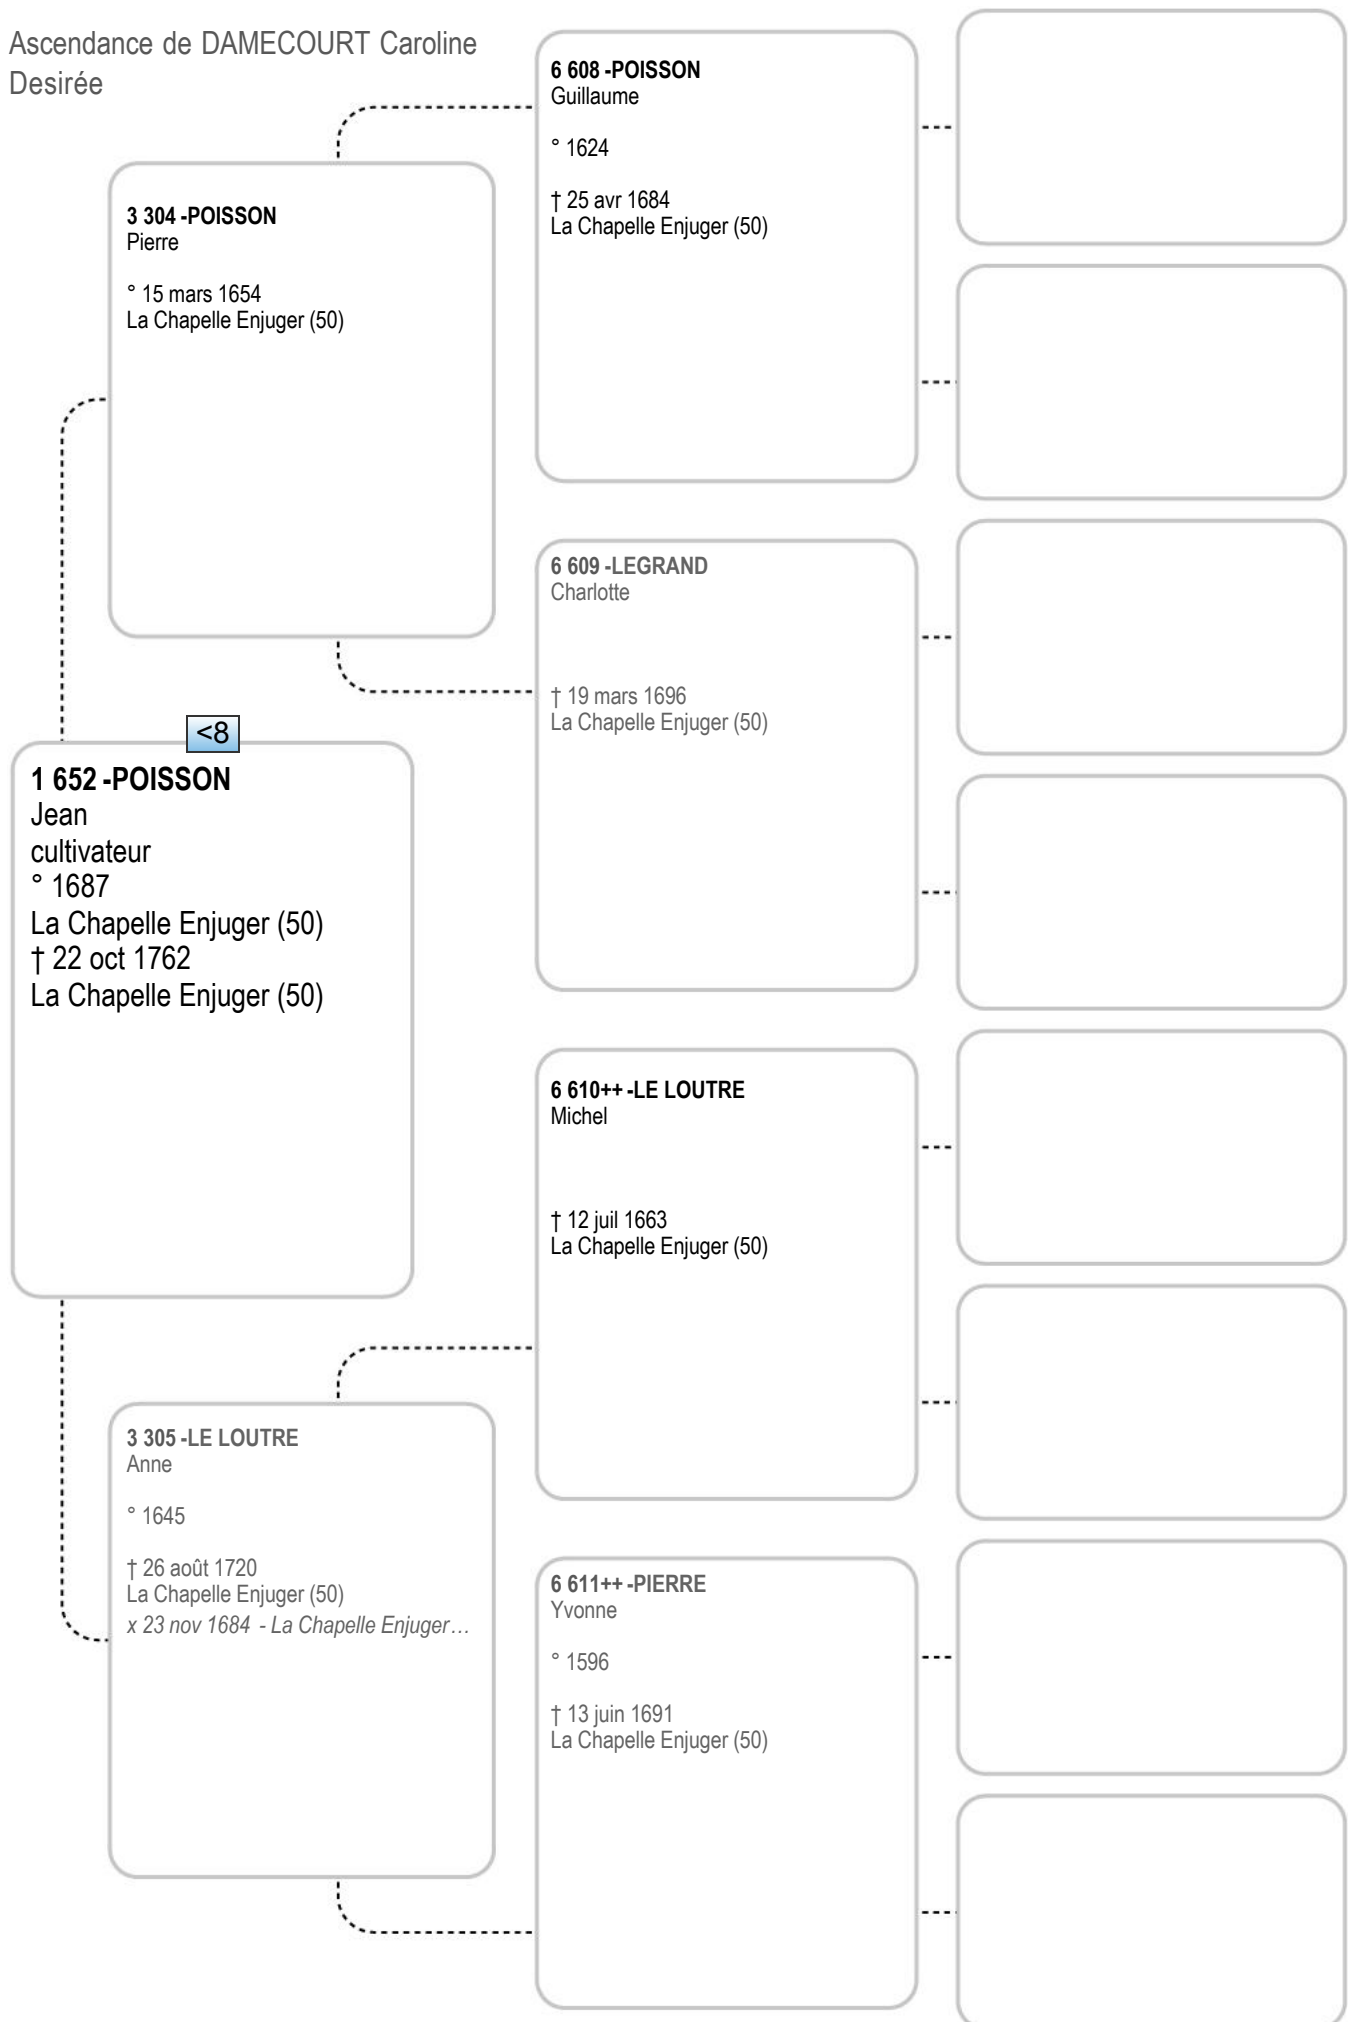 Ascendance de DAMECOURT Caroline
Desirée
6 608 -POISSON
Guillaume
° 1624
† 25 avr 1684
La Chapelle Enjuger (50)
3 304 -POISSON
Pierre
° 15 mars 1654
La Chapelle Enjuger (50)
6 609 -LEGRAND
Charlotte
† 19 mars 1696
La Chapelle Enjuger (50)
<8
1 652 -POISSON
Jean
cultivateur
° 1687
La Chapelle Enjuger (50)
† 22 oct 1762
La Chapelle Enjuger (50)
6 610++ -LE LOUTRE
Michel
† 12 juil 1663
La Chapelle Enjuger (50)
3 305 -LE LOUTRE
Anne
° 1645
† 26 août 1720
La Chapelle Enjuger (50)
x 23 nov 1684 - La Chapelle Enjuger…
6 611++ -PIERRE
Yvonne
° 1596
† 13 juin 1691
La Chapelle Enjuger (50)